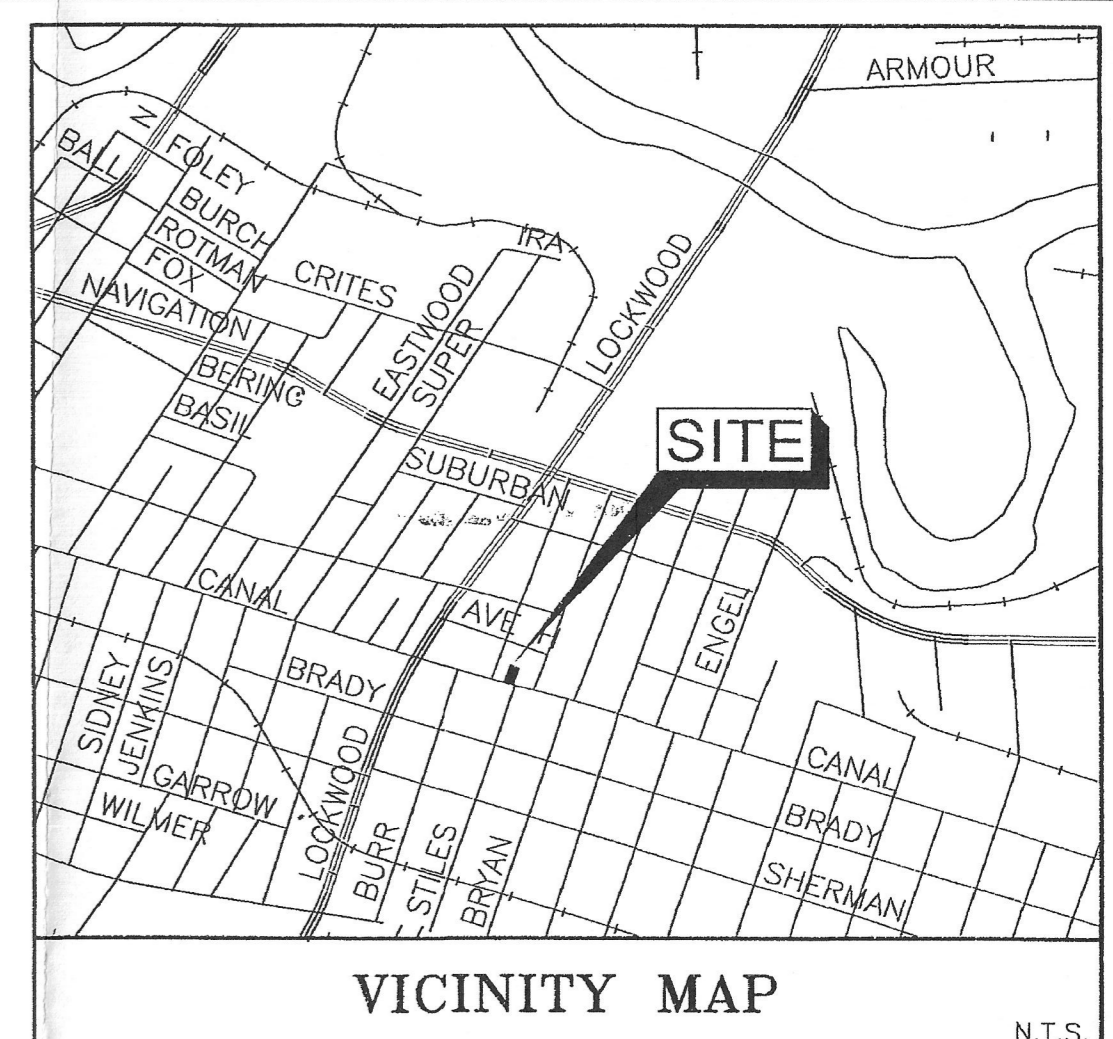 ARMOUR
N
BALL
FOLEY
BURCH
ROTMAN
FOX
NAVIGATION
CRITES
IRA
EASTWOOD
SUPER
LOCKWOOD
BERING
BASIL
SITE
SUBURBAN
CANAL
AVE H
ENGEL
BRADY
SIDNEY
JENKINS
GARROW
WILMER
LOCKWOOD
BURR
STILES
BRYAN
CANAL
BRADY
SHERMAN
VICINITY MAP
N.T.S.